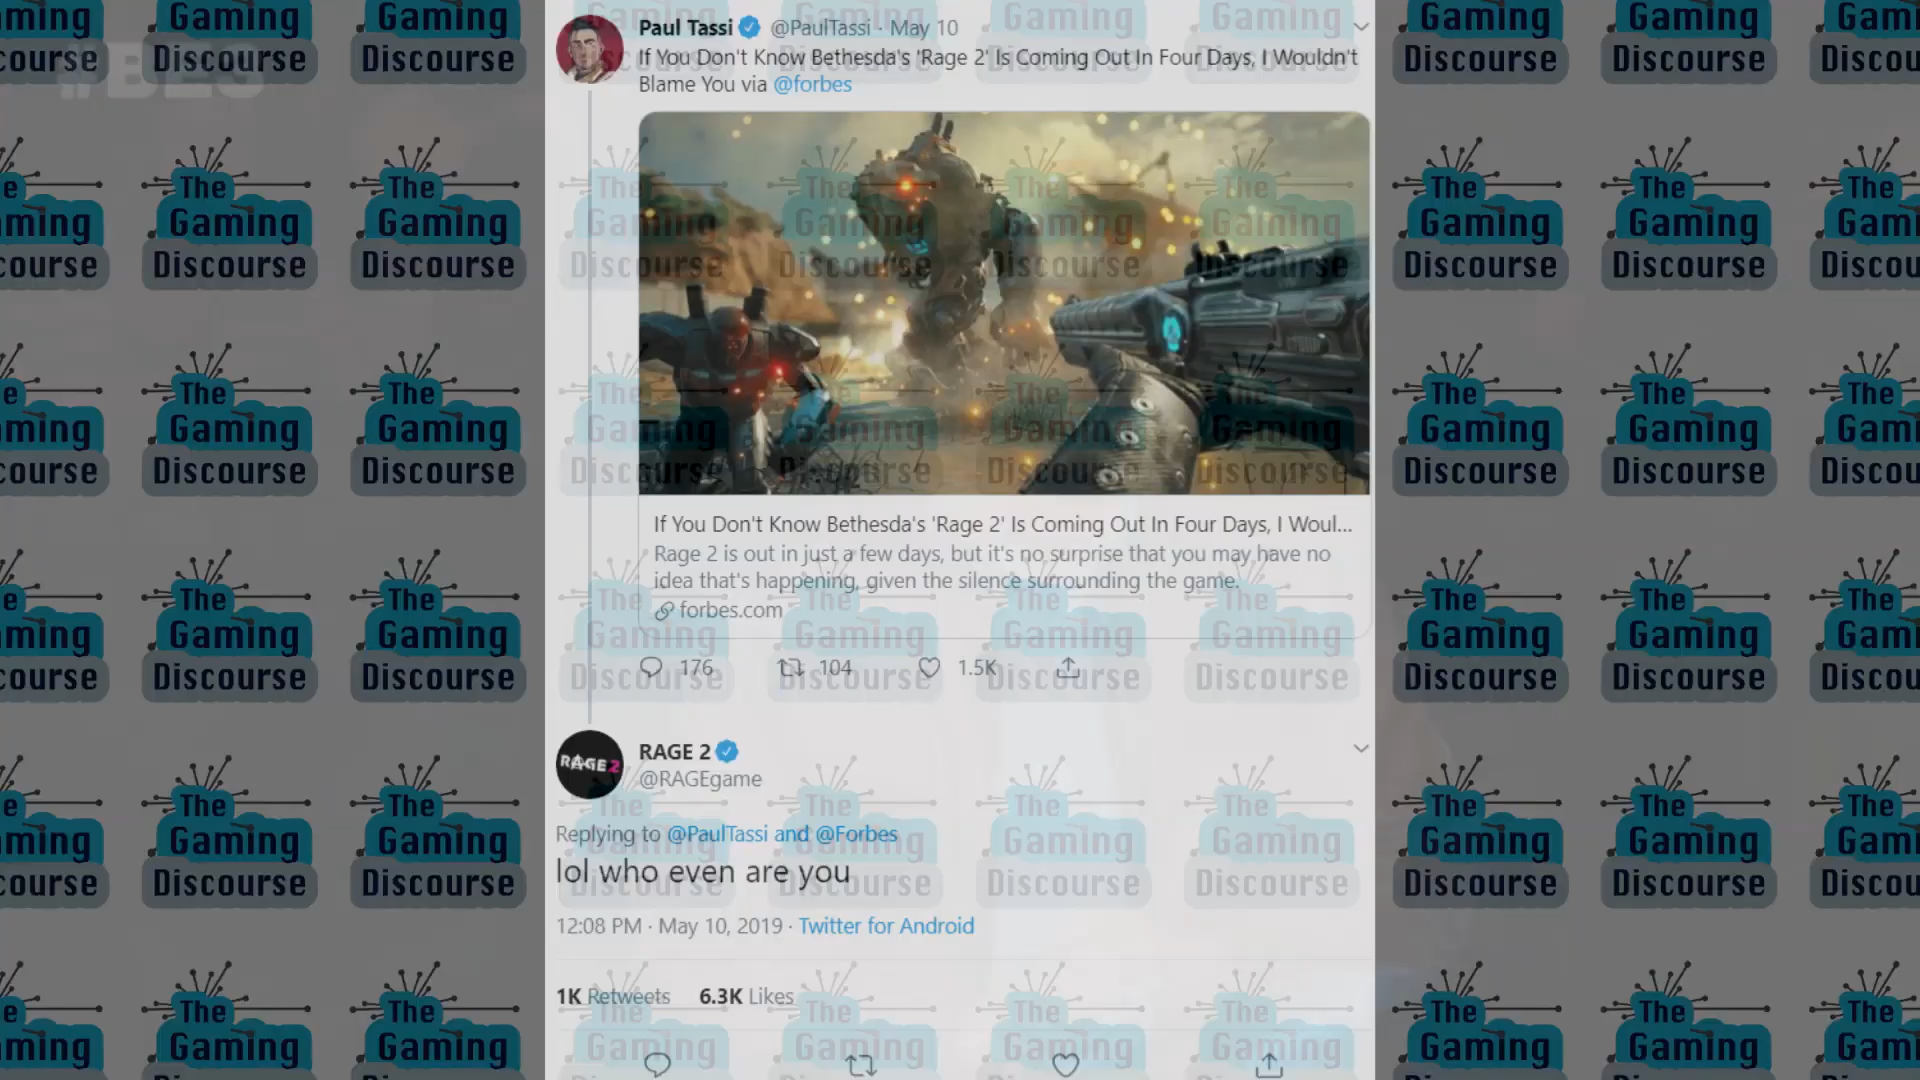 #BE3
Paul Tassi @PaulTassi · May 10
If You Don't Know Bethesda's 'Rage 2' Is Coming Out In Four Days, I Wouldn't
Blame You via @forbes
If You Don't Know Bethesda's 'Rage 2' Is Coming Out In Four Days, I Woul...
Rage 2 is out in just a few days, but it's no surprise that you may have no
idea that's happening, given the silence surrounding the game.
forbes.com
176 104 1.5K
RAGE 2
RAGE 2
@RAGEgame
Replying to @PaulTassi and @Forbes
lol who even are you
12:08 PM · May 10, 2019 · Twitter for Android
1K Retweets 6.3K Likes
The
Gaming
Discourse